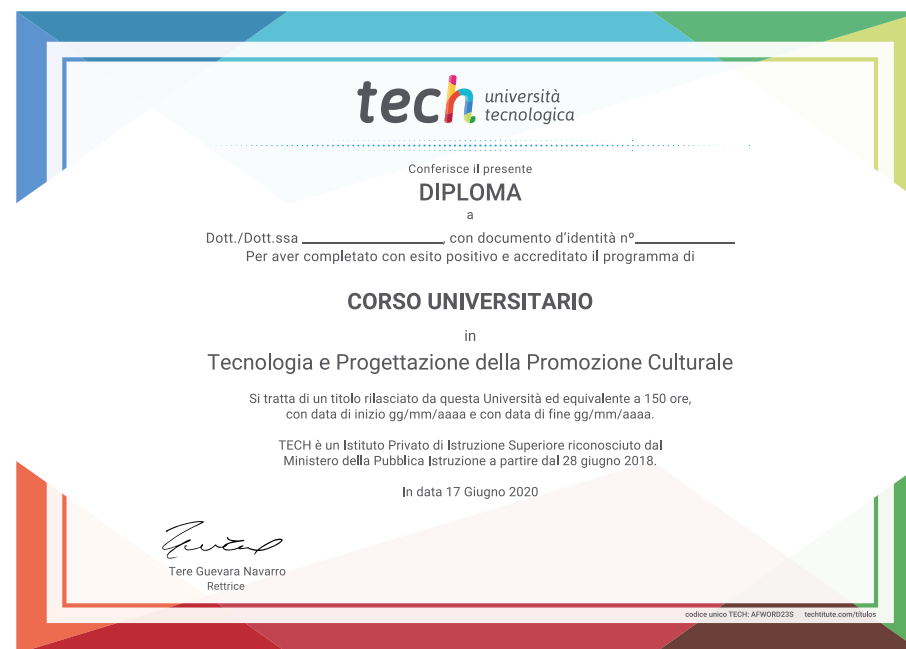 tech università
tecnologica
Conferisce il presente
DIPLOMA
a
Dott./Dott.ssa ________________, con documento d'identità nº____________
Per aver completato con esito positivo e accreditato il programma di
CORSO UNIVERSITARIO
in
Tecnologia e Progettazione della Promozione Culturale
Si tratta di un titolo rilasciato da questa Università ed equivalente a 150 ore,
con data di inizio gg/mm/aaaa e con data di fine gg/mm/aaaa.
TECH è un Istituto Privato di Istruzione Superiore riconosciuto dal
Ministero della Pubblica Istruzione a partire dal 28 giugno 2018.
In data 17 Giugno 2020
Tere Guevara Navarro
Rettrice
codice unico TECH: AFWORD23S techtitute.com/titulos